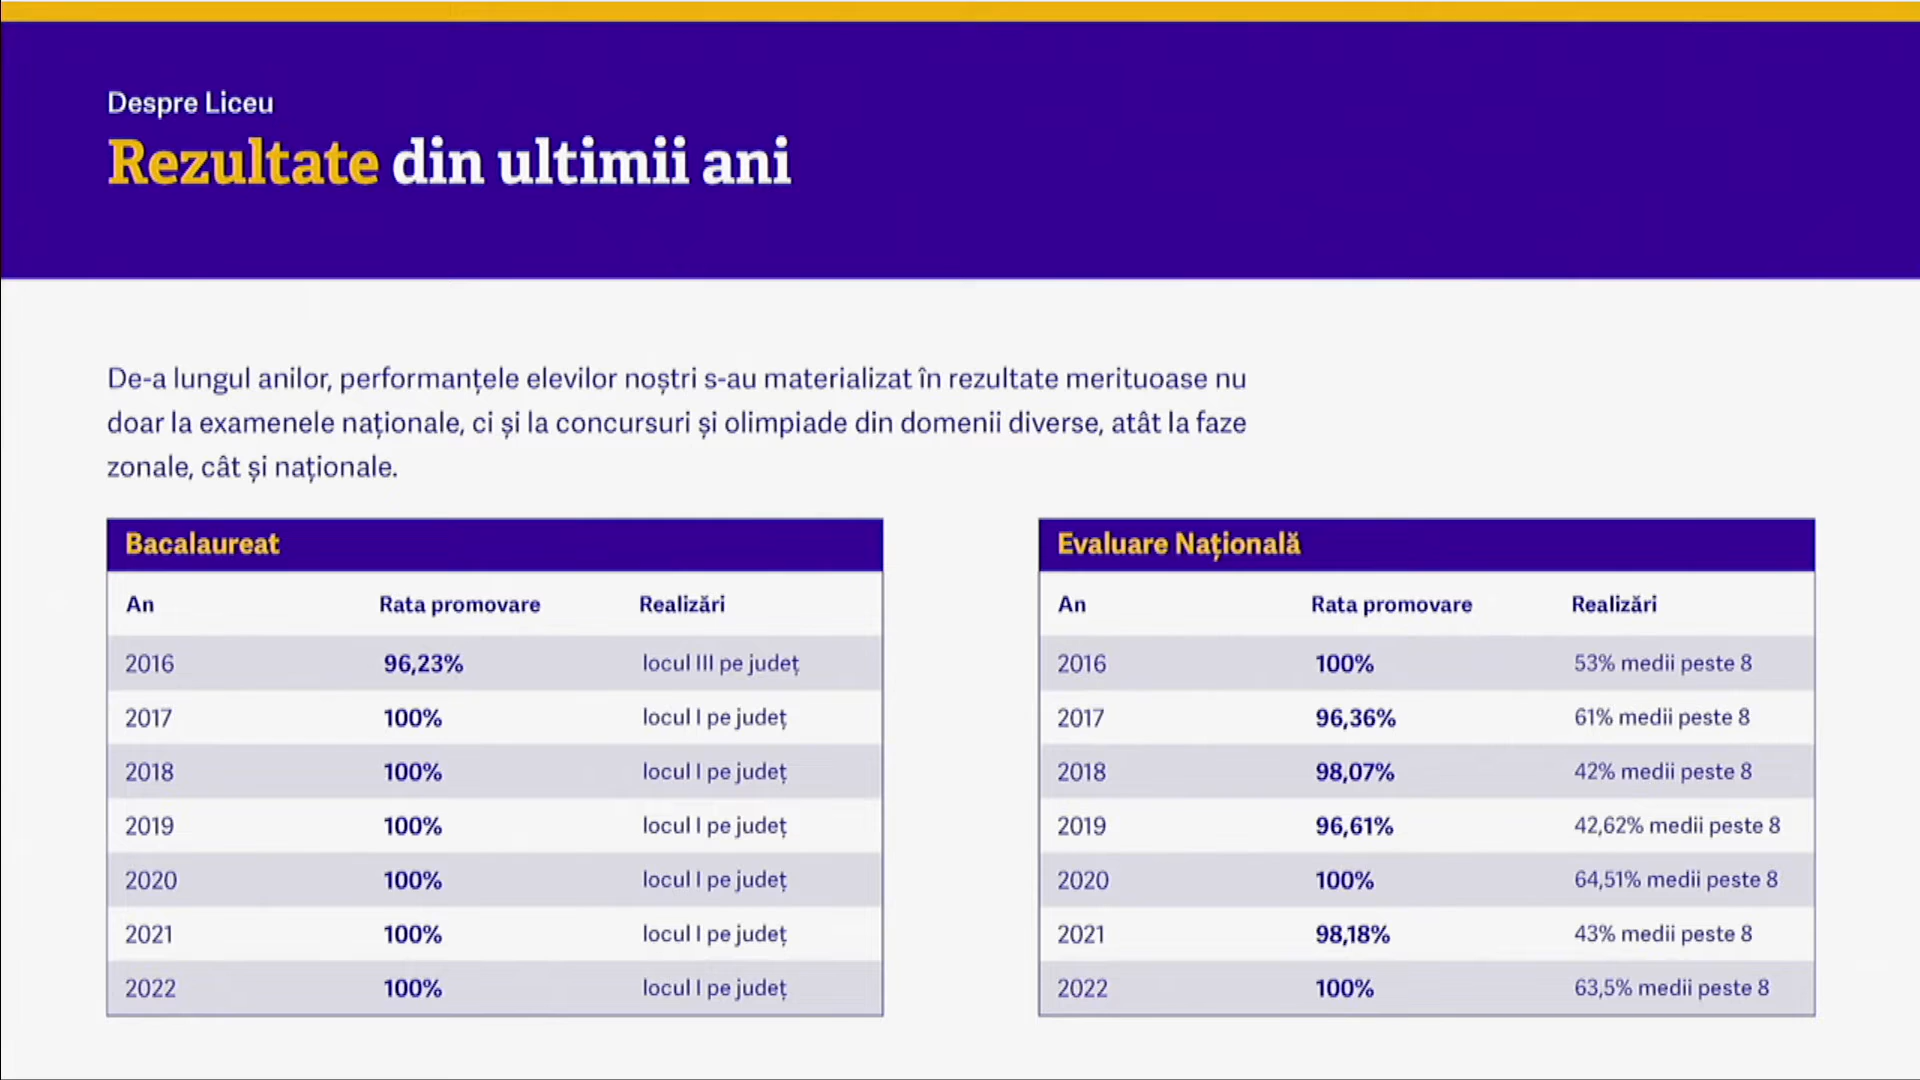 Despre Liceu
Rezultate din ultimii ani
De-a lungul anilor, performanțele elevilor noștri s-au materializat în rezultate merituoase nu
doar la examenele naționale, ci și la concursuri și olimpiade din domenii diverse, atât la faze
zonale, cât și naționale.
Bacalaureat
An Rata promovare Realizări
2016 96,23% locul III pe județ
2017 100% locul I pe județ
2018 100% locul I pe județ
2019 100% locul I pe județ
2020 100% locul I pe județ
2021 100% locul I pe județ
2022 100% locul I pe județ
Evaluare Națională
An Rata promovare Realizări
2016 100% 53% medii peste 8
2017 96,36% 61% medii peste 8
2018 98,07% 42% medii peste 8
2019 96,61% 42,62% medii peste 8
2020 100% 64,51% medii peste 8
2021 98,18% 43% medii peste 8
2022 100% 63,5% medii peste 8